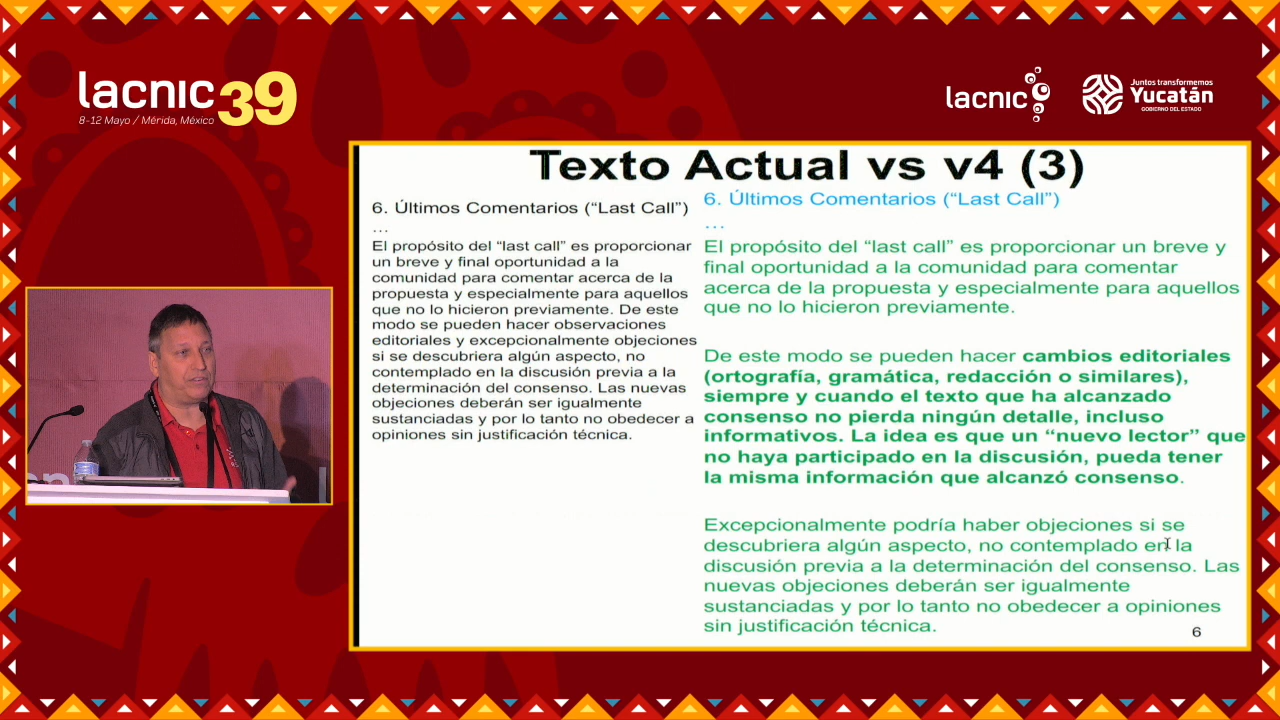 lacnic39
8-12 Mayo / Mérida, México
lacnic
Juntos transformemos
Yucatán
GOBIERNO DEL ESTADO
Texto Actual vs v4 (3)
6. Últimos Comentarios (“Last Call”)
...
El propósito del “last call” es proporcionar
un breve y final oportunidad a la
comunidad para comentar acerca de la
propuesta y especialmente para aquellos
que no lo hicieron previamente. De este
modo se pueden hacer observaciones
editoriales y excepcionalmente objeciones
si se descubriera algún aspecto, no
contemplado en la discusión previa a la
determinación del consenso. Las nuevas
objeciones deberán ser igualmente
sustanciadas y por lo tanto no obedecer a
opiniones sin justificación técnica.
6. Últimos Comentarios (“Last Call”)
...
El propósito del “last call” es proporcionar un breve y
final oportunidad a la comunidad para comentar
acerca de la propuesta y especialmente para aquellos
que no lo hicieron previamente.
De este modo se pueden hacer cambios editoriales
(ortografía, gramática, redacción o similares),
siempre y cuando el texto que ha alcanzado
consenso no pierda ningún detalle, incluso
informativos. La idea es que un “nuevo lector” que
no haya participado en la discusión, pueda tener
la misma información que alcanzó consenso.
Excepcionalmente podría haber objeciones si se
descubriera algún aspecto, no contemplado en la
discusión previa a la determinación del consenso. Las
nuevas objeciones deberán ser igualmente
sustanciadas y por lo tanto no obedecer a opiniones
sin justificación técnica.
6